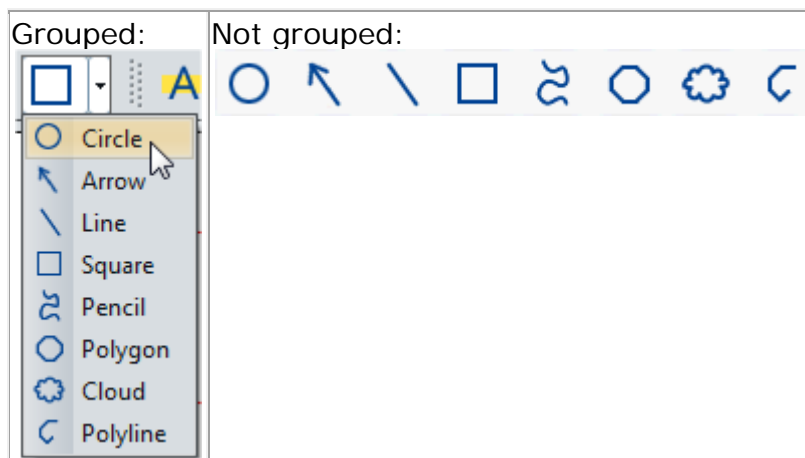 Grouped:
Not grouped:
A
Circle
Arrow
Line
Square
Pencil
Polygon
Cloud
Polyline